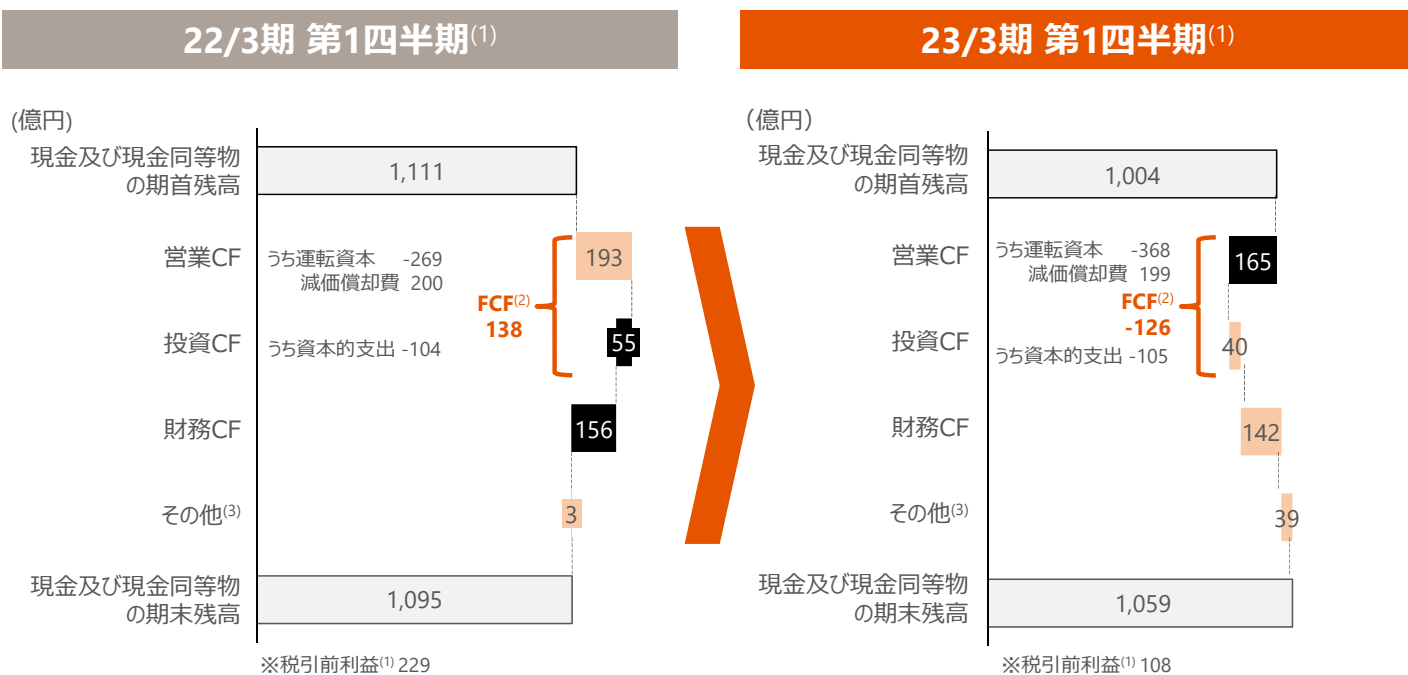 22/3期 第1四半期(1)
(億円)
現金及び現金同等物
の期首残高
1,111
営業CF
うち運転資本 -269
減価償却費 200
193
FCF(2)
138
投資CF
うち資本的支出 -104
55
財務CF
156
その他(3)
3
現金及び現金同等物
の期末残高
1,095
※税引前利益(1) 229
23/3期 第1四半期(1)
（億円）
現金及び現金同等物
の期首残高
1,004
営業CF
うち運転資本 -368
減価償却費 199
165
FCF(2)
-126
投資CF
うち資本的支出 -105
40
財務CF
142
その他(3)
39
現金及び現金同等物
の期末残高
1,059
※税引前利益(1) 108